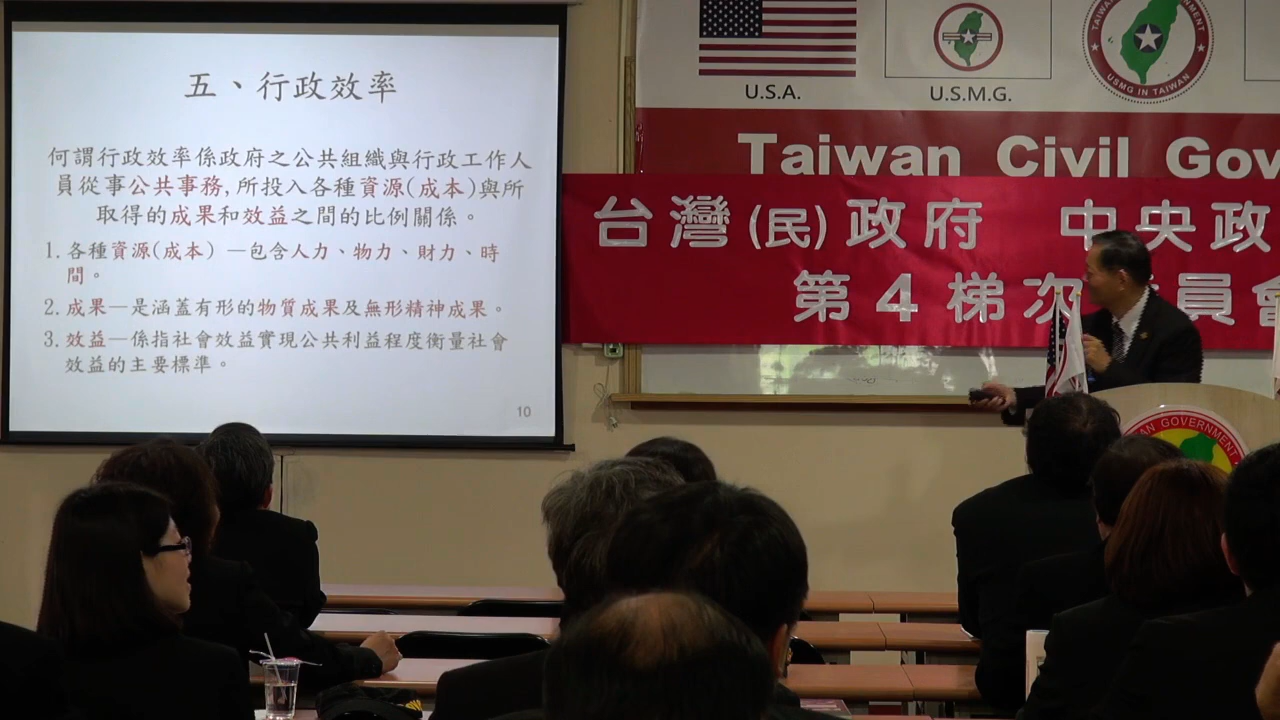 五、行政效率
何謂行政效率係政府之公共組織與行政工作人
員從事公共事務,所投入各種資源(成本)與所
取得的成果和效益之間的比例關係。
1. 各種資源(成本) —包含人力、物力、財力、時
間。
2. 成果—是涵蓋有形的物質成果及無形精神成果。
3. 效益—係指社會效益實現公共利益程度衡量社會
效益的主要標準。
10
U.S.A.
U.S.M.G.
USMG IN TAIWAN
Taiwan Civil Gov
台灣(民)政府 中央政
第4梯次 員會
AN GOVERNMENT